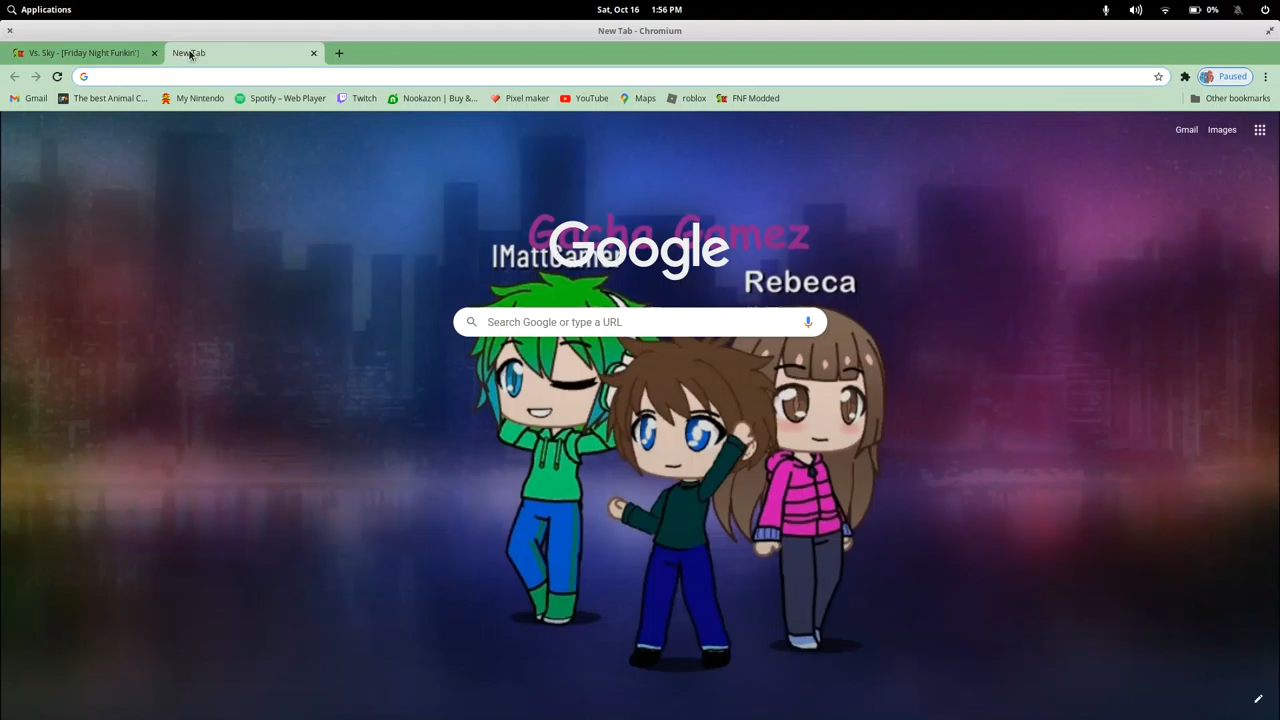 Applications
Sat, Oct 16 1:56 PM
0%
New Tab - Chromium
Vs. Sky - [Friday Night Funkin']
New Tab
Paused
Gmail
The best Animal C...
My Nintendo
Spotify – Web Player
Twitch
Nookazon | Buy &...
Pixel maker
YouTube
Maps
roblox
FNF Modded
Other bookmarks
Gmail
Images
Gacha Gamez
Google
IMattGamer
Rebeca
Search Google or type a URL